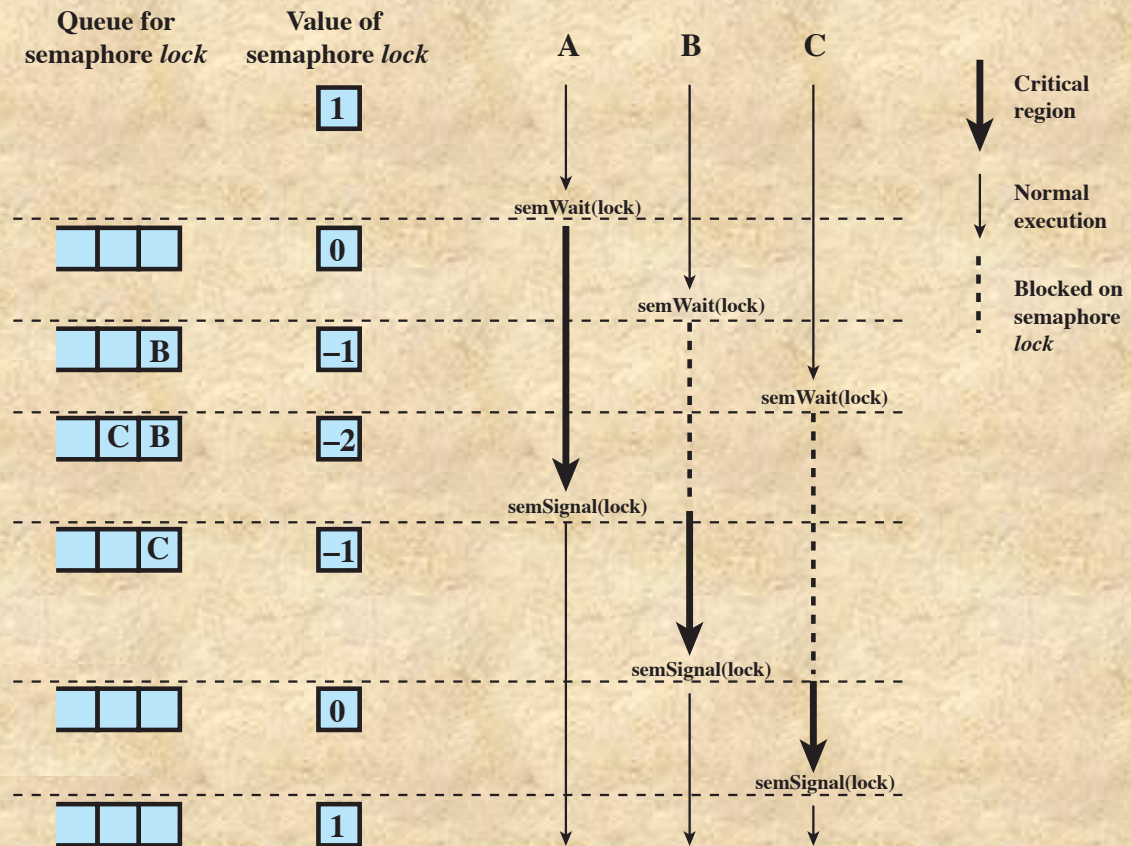 Queue for
semaphore lock
Value of
semaphore lock
A
B
C
1
Critical
region
semWait(lock)
Normal
execution
0
semWait(lock)
Blocked on
semaphore
lock
B
–1
semWait(lock)
C B
–2
semSignal(lock)
C
–1
semSignal(lock)
0
semSignal(lock)
1